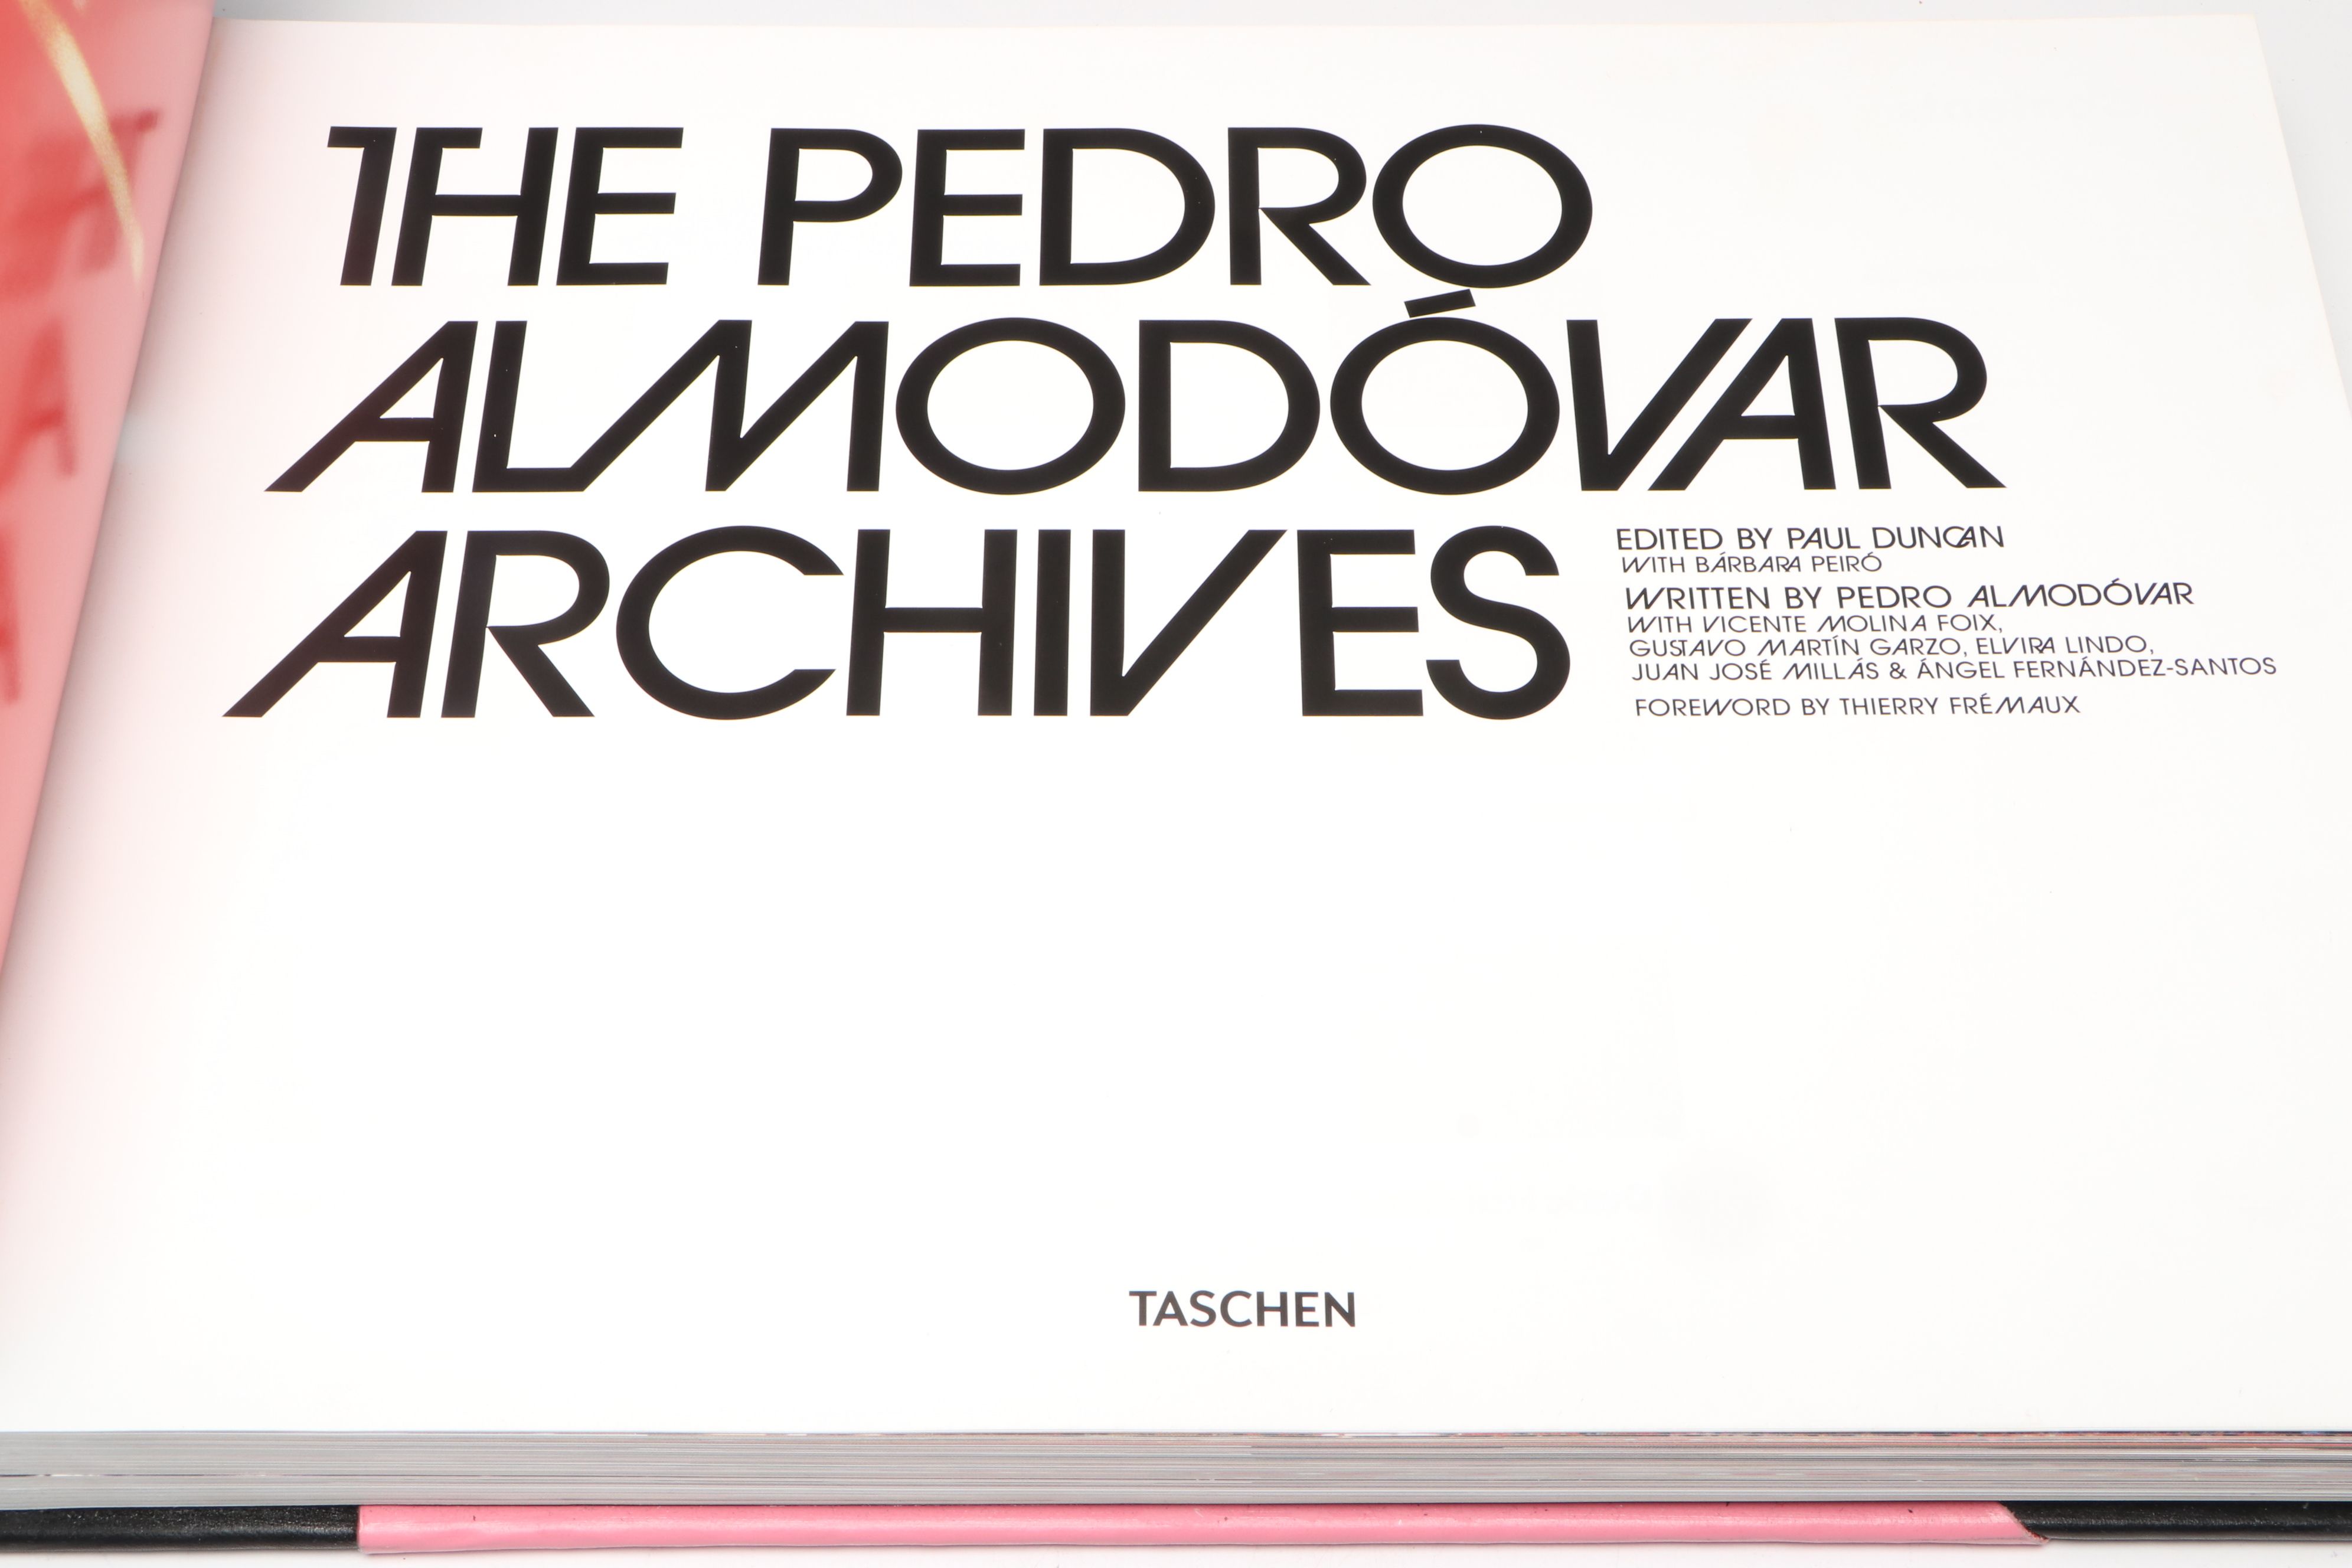 THE PEDRO
ALMODÓVAR
ARCHIVES
EDITED BY PAUL DUNCAN
WITH BÁRBARA PEIRÓ
WRITTEN BY PEDRO ALMODÓVAR
WITH VICENTE MOLINA FOIX,
GUSTAVO MARTÍN GARZO, ELVIRA LINDO,
JUAN JOSÉ MILLÁS & ÁNGEL FERNÁNDEZ-SANTOS
FOREWORD BY THIERRY FRÉMAUX
TASCHEN